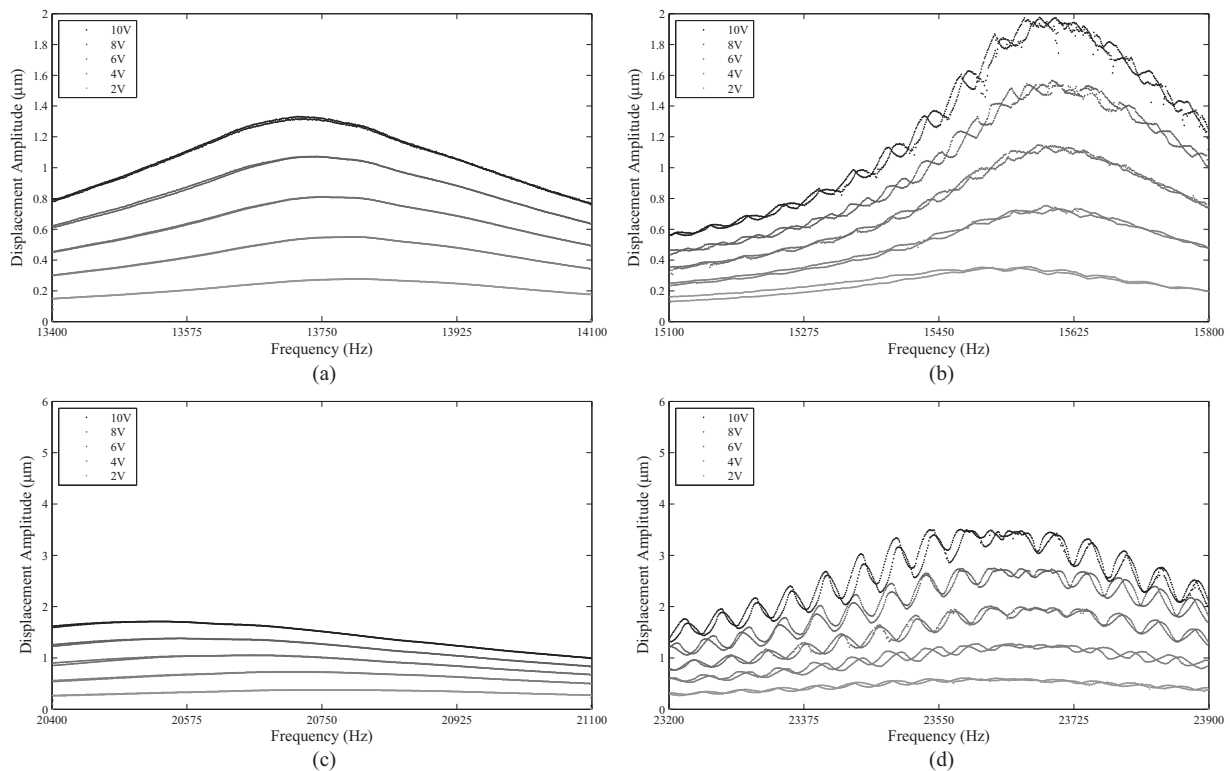 2
1.8
1.6
1.4
1.2
1
0.8
0.6
0.4
0.2
0
Displacement Amplitude (μm)
10V
8V
6V
4V
2V
13400
13575
13750
13925
14100
Frequency (Hz)
(a)
2
1.8
1.6
1.4
1.2
1
0.8
0.6
0.4
0.2
0
Displacement Amplitude (μm)
10V
8V
6V
4V
2V
15100
15275
15450
15625
15800
Frequency (Hz)
(b)
6
5
4
3
2
1
0
Displacement Amplitude (μm)
10V
8V
6V
4V
2V
20400
20575
20750
20925
21100
Frequency (Hz)
(c)
6
5
4
3
2
1
0
Displacement Amplitude (μm)
10V
8V
6V
4V
2V
23200
23375
23550
23725
23900
Frequency (Hz)
(d)